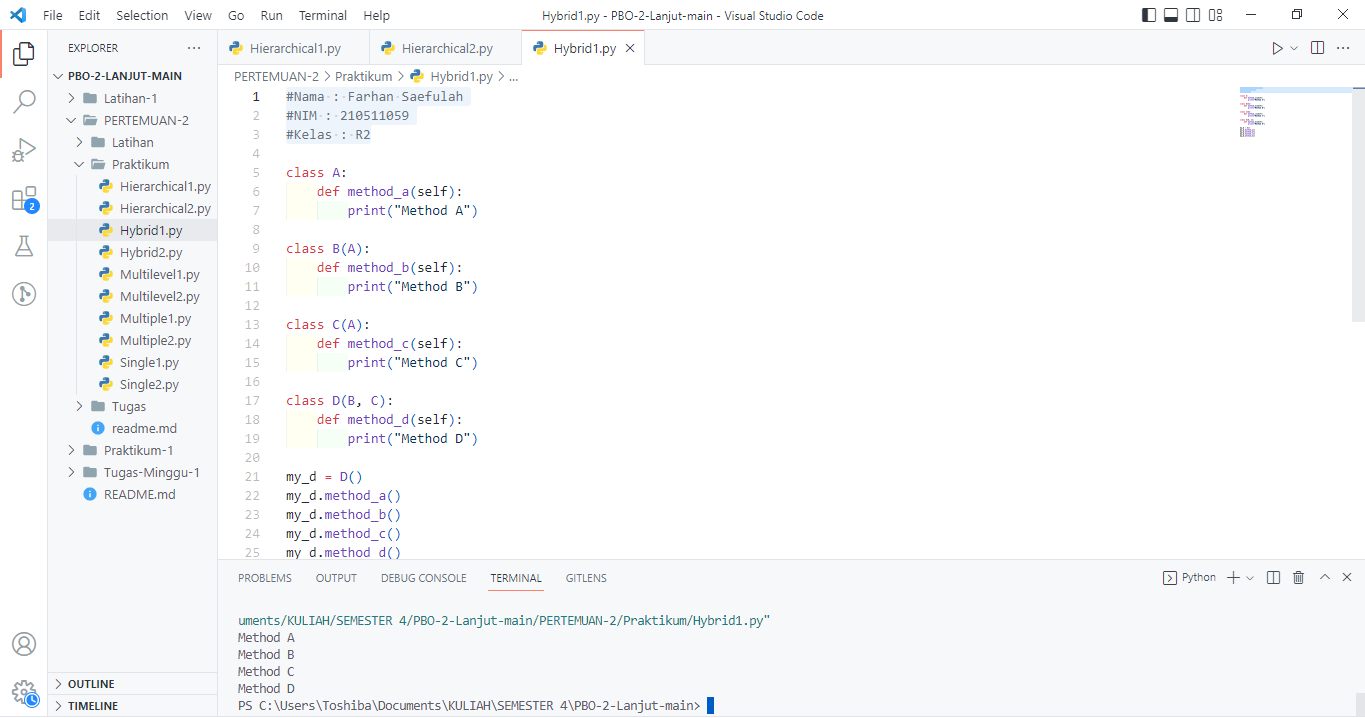 File Edit Selection View Go Run Terminal Help Hybrid1.py - PBO-2-Lanjut-main - Visual Studio Code
EXPLORER
PBO-2-LANJUT-MAIN
Latihan-1
PERTEMUAN-2
Latihan
Praktikum
Hierarchical1.py
Hierarchical2.py
Hybrid1.py
Hybrid2.py
Multilevel1.py
Multilevel2.py
Multiple1.py
Multiple2.py
Single1.py
Single2.py
Tugas
readme.md
Praktikum-1
Tugas-Minggu-1
README.md
OUTLINE
TIMELINE
2
Hierarchical1.py Hierarchical2.py Hybrid1.py
PERTEMUAN-2 > Praktikum > Hybrid1.py > ...
1 #Nama : Farhan Saefulah
2 #NIM : 210511059
3 #Kelas : R2
4
5 class A:
6     def method_a(self):
7         print("Method A")
8
9 class B(A):
10     def method_b(self):
11         print("Method B")
12
13 class C(A):
14     def method_c(self):
15         print("Method C")
16
17 class D(B, C):
18     def method_d(self):
19         print("Method D")
20
21 my_d = D()
22 my_d.method_a()
23 my_d.method_b()
24 my_d.method_c()
25 my_d.method_d()
PROBLEMS OUTPUT DEBUG CONSOLE TERMINAL GITLENS Python
uments/KULIAH/SEMESTER 4/PBO-2-Lanjut-main/PERTEMUAN-2/Praktikum/Hybrid1.py"
Method A
Method B
Method C
Method D
PS C:\Users\Toshiba\Documents\KULIAH\SEMESTER 4\PBO-2-Lanjut-main>